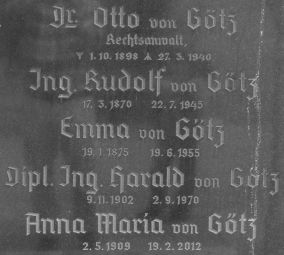 Dr. Otto von Götz
Rechtsanwalt,
1.10.1898 27.3.1940
Ing. Rudolf von Götz
17.3.1870 22.7.1945
Emma von Götz
19.1.1875 19.6.1955
Dipl. Ing. Harald von Götz
9.11.1902 2.9.1970
Anna Maria von Götz
2.5.1909 19.2.2012